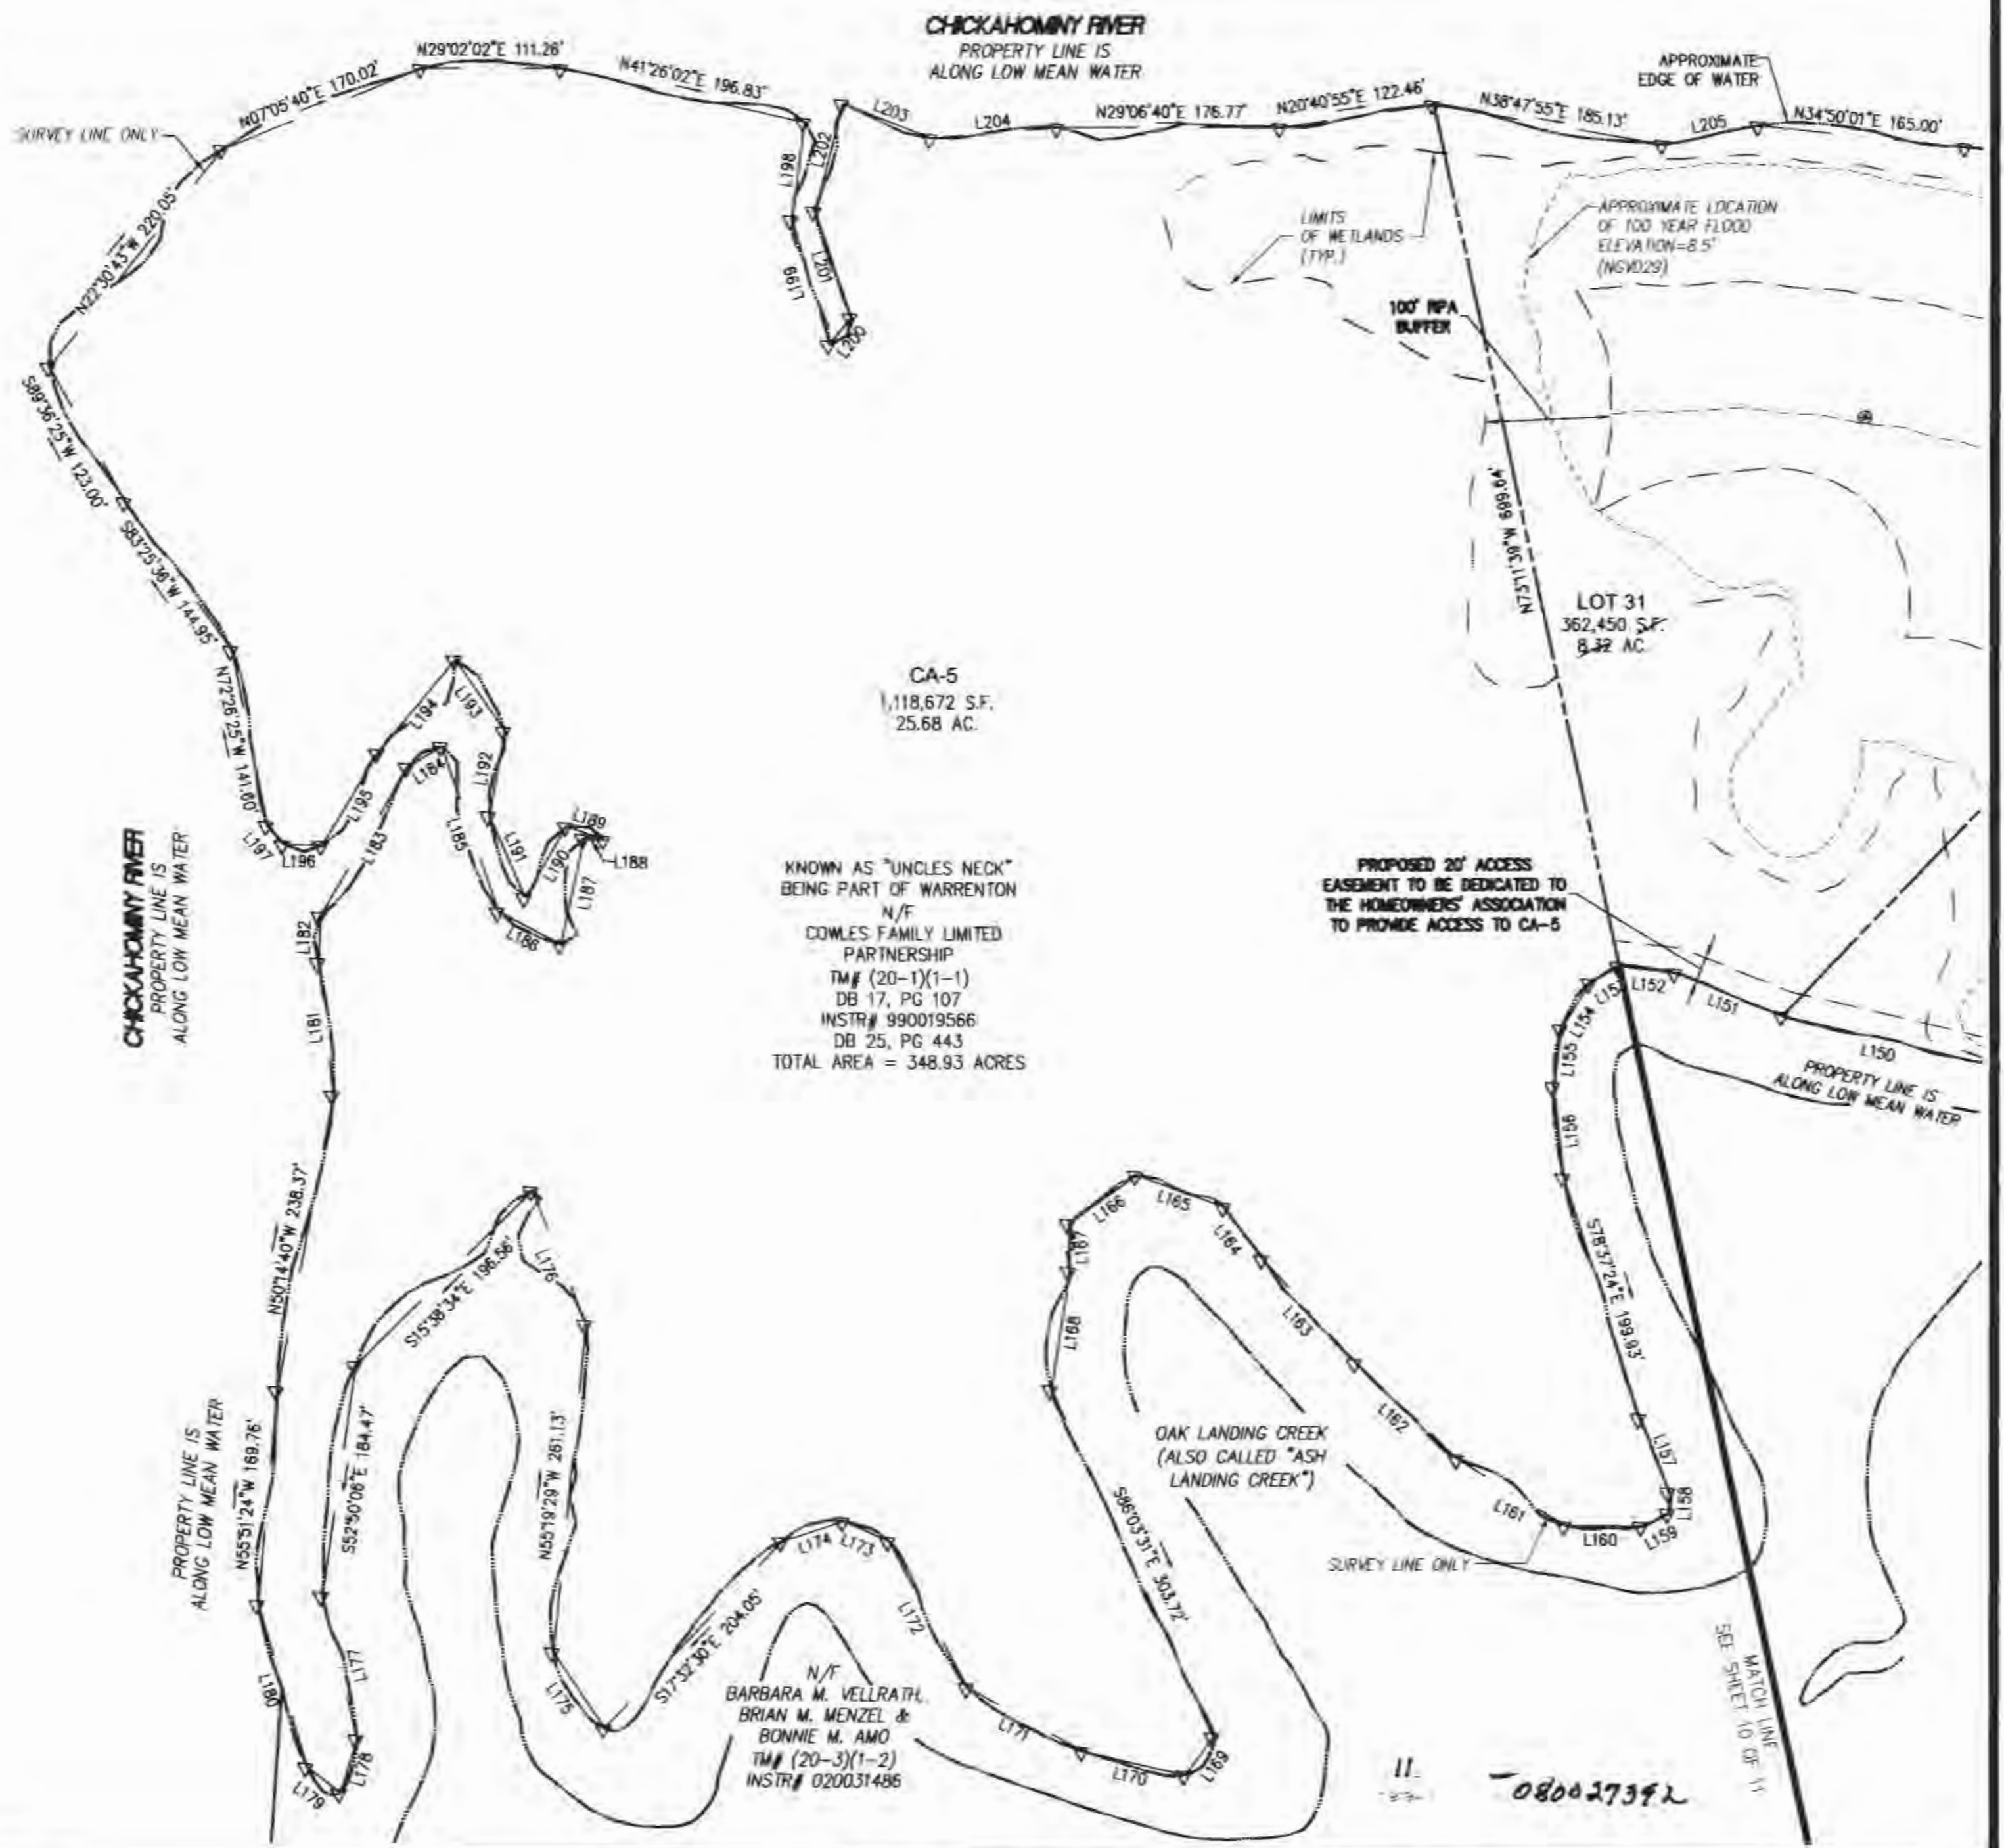 CHICKAHOMINY RIVER
PROPERTY LINE IS
ALONG LOW MEAN WATER
APPROXIMATE
EDGE OF WATER
SURVEY LINE ONLY
N07°05'40"E 170.02'
N29°02'02"E 111.26'
N41°26'02"E 196.83'
L203
L204
N29°06'40"E 176.77'
N20°40'55"E 122.46'
N38°47'55"E 185.13'
L205
N34°50'01"E 165.00'
L198
L202
L199
L201
L200
N22°30'43"W 220.05'
S89°36'25"W 123.00'
S83°25'36"W 144.95'
N72°26'25"W 141.60'
LIMITS
OF WETLANDS
(TYP.)
APPROXIMATE LOCATION
OF 100 YEAR FLOOD
ELEVATION=8.5'
(NGVD29)
100' RPA
BUFFER
N75°11'39"W 699.64'
LOT 31
362,450 S.F.
8.32 AC.
CA-5
1,118,672 S.F.
25.68 AC.
L194
L193
L192
L195
L184
L183
L185
L197
L196
L191
L190
L189
L188
L187
L186
L182
L181
CHICKAHOMINY RIVER
PROPERTY LINE IS
ALONG LOW MEAN WATER
KNOWN AS "UNCLES NECK"
BEING PART OF WARRENTON
N/F
COWLES FAMILY LIMITED
PARTNERSHIP
TM# (20-1)(1-1)
DB 17, PG 107
INSTR# 990019566
DB 25, PG 443
TOTAL AREA = 348.93 ACRES
PROPOSED 20' ACCESS
EASEMENT TO BE DEDICATED TO
THE HOMEOWNERS' ASSOCIATION
TO PROVIDE ACCESS TO CA-5
L153
L152
L151
L150
L154
L155
L156
PROPERTY LINE IS
ALONG LOW MEAN WATER
S78°37'24"E 199.93'
L157
L158
L159
L160
L161
L162
L163
L164
L165
L166
L167
L168
N50°14'40"W 238.37'
S15°38'34"E 196.56'
L176
PROPERTY LINE IS
ALONG LOW MEAN WATER
N55°51'24"W 169.76'
S52°50'06"E 184.47'
N55°19'29"W 261.13'
OAK LANDING CREEK
(ALSO CALLED "ASH
LANDING CREEK")
S86°03'31"E 303.72'
SURVEY LINE ONLY
L174
L173
L172
S17°32'30"E 204.05'
L175
L177
L180
L179
L178
L171
L170
L169
N/F
BARBARA M. VELLRATH,
BRIAN M. MENZEL &
BONNIE M. AMO
TM# (20-3)(1-2)
INSTR# 020031486
MATCH LINE
SEE SHEET 10 OF 11
11
080027392